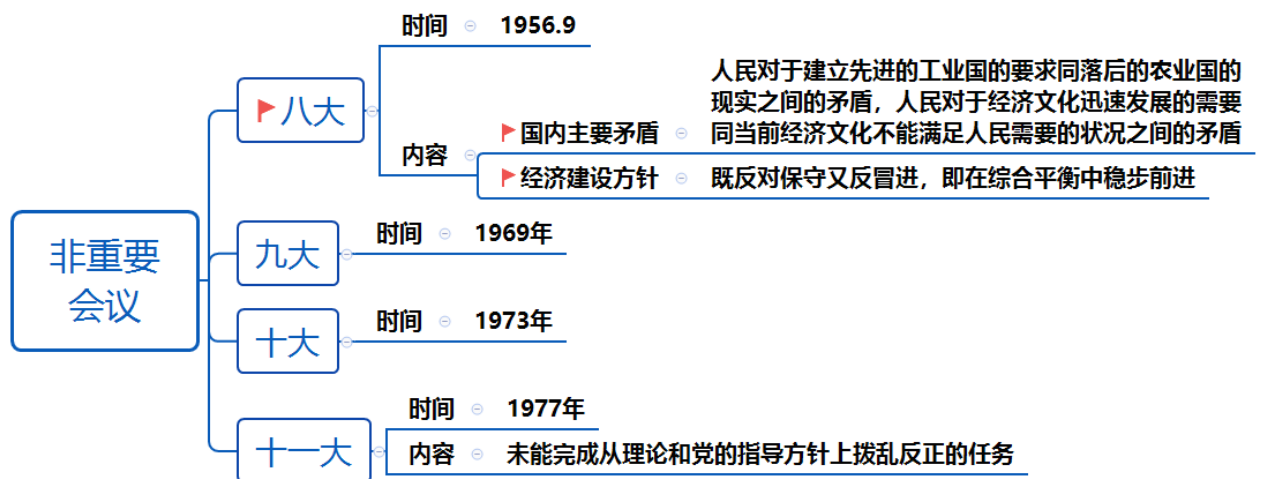 非重要
会议
八大
时间
1956.9
内容
国内主要矛盾
人民对于建立先进的工业国的要求同落后的农业国的
现实之间的矛盾，人民对于经济文化迅速发展的需要
同当前经济文化不能满足人民需要的状况之间的矛盾
经济建设方针
既反对保守又反冒进，即在综合平衡中稳步前进
九大
时间
1969年
十大
时间
1973年
十一大
时间
1977年
内容
未能完成从理论和党的指导方针上拨乱反正的任务